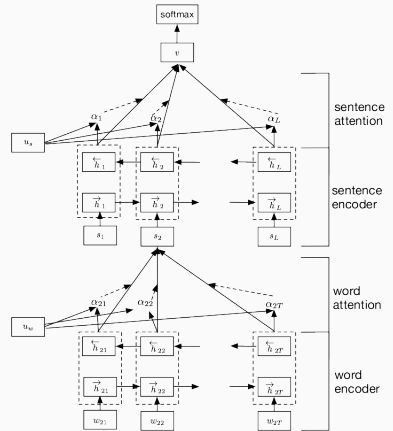 softmax
v
α1 α2 αL
sentence
attention
us
←h1 ←h2 ←hL
sentence
encoder
→h1 →h2 →hL
s1 s2 sL
word
attention
α21 α22 α2T
uw
←h21 ←h22 ←h2T
word
encoder
→h21 →h22 →h2T
w21 w22 w2T